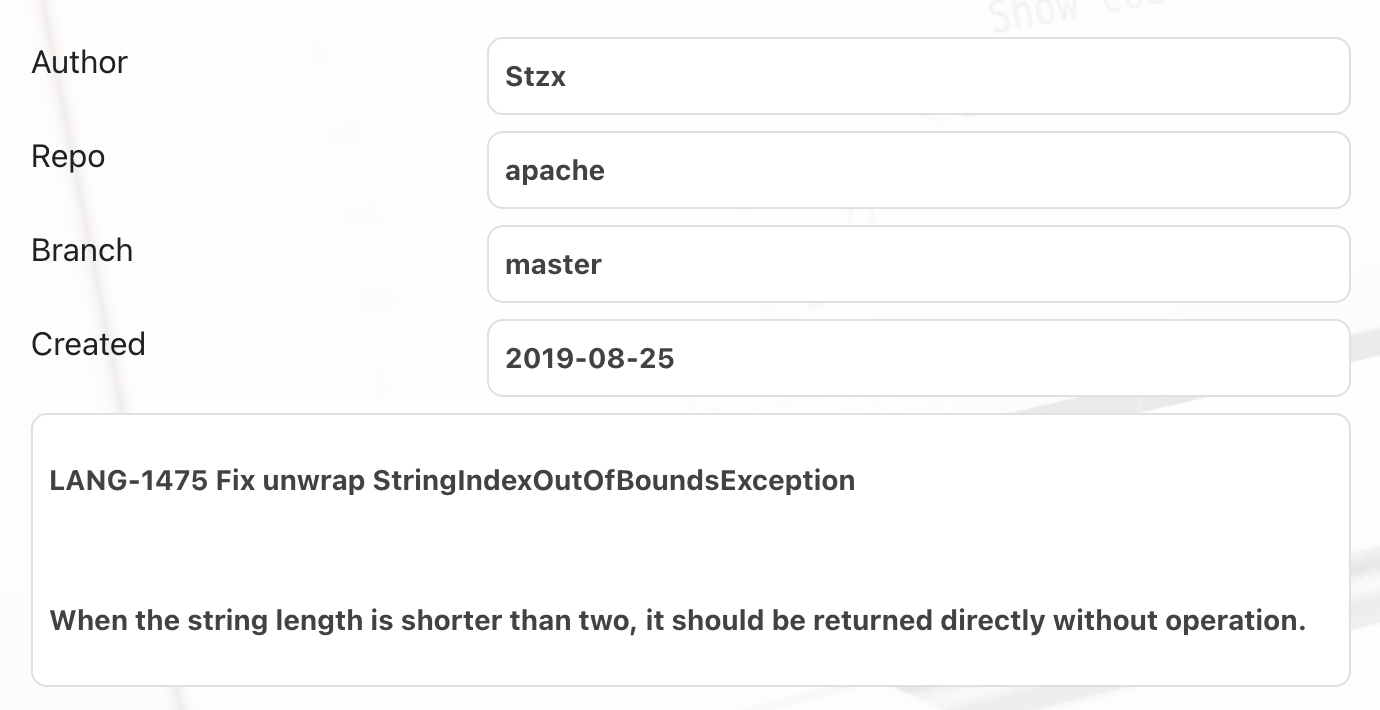 Show
Author
Stzx
Repo
apache
Branch
master
Created
2019-08-25
LANG-1475 Fix unwrap StringIndexOutOfBoundsException
When the string length is shorter than two, it should be returned directly without operation.